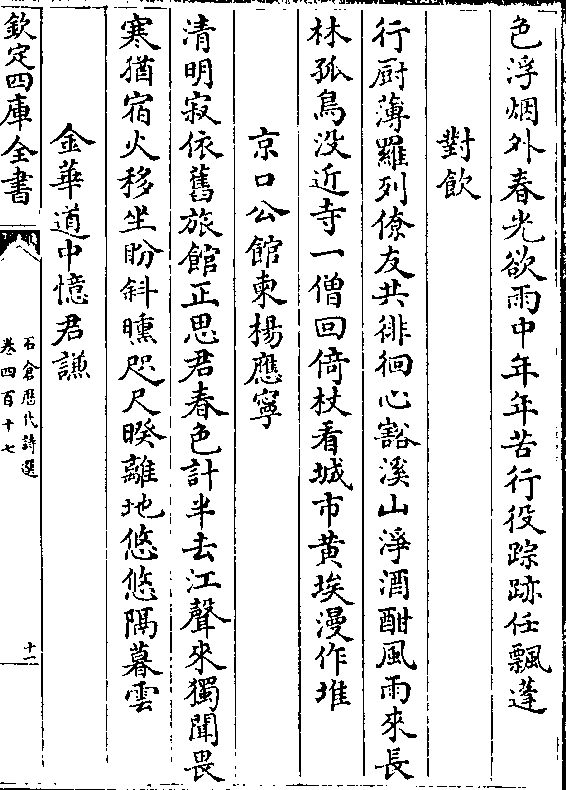 色浮烟外春光欲雨中年年苦行役踪跡任飄蓬
對飲
行厨薄羅列僚友共徘徊心豁溪山淨酒酣風雨來長
林孤鳥没近寺一僧回倚杖看城市黄埃漫作堆
京口公館柬楊應寧
清明寂依舊旅館正思君春色計半去江聲來獨聞畏
寒猶宿火移坐盼斜曛咫尺暌離地悠悠隔暮雲
金華道中憶君謙
欽定四庫全書
石倉歴代詩選
卷四百十七
十一